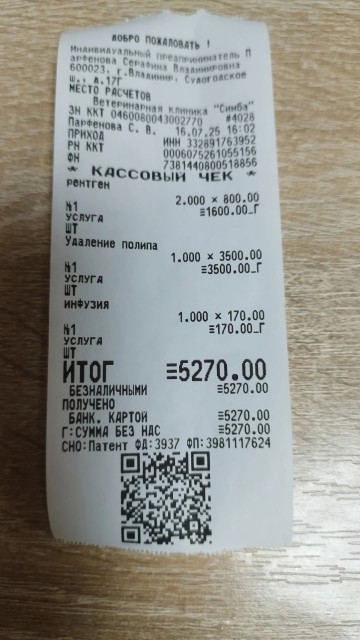 ДОБРО ПОЖАЛОВАТЬ !
Индивидуальный предприниматель П
арфенова Серафина Владимировна
600023, г.Владимир, Судогодское
ш., д.17Г
МЕСТО РАСЧЕТОВ
Ветеринарная клиника "Симба"
ЗН ККТ 0460080043002770 #4028
Парфенова С. В. 16.07.25 16:02
ПРИХОД ИНН 332891763952
РН ККТ 0006075261055156
ФН 7381440800518856
* КАССОВЫЙ ЧЕК *
РЕНТГЕН
2.000 × 800.00
№1 ≡1600.00_Г
УСЛУГА
ШТ
Удаление полипа
1.000 × 3500.00
№1 ≡3500.00_Г
УСЛУГА
ШТ
ИНФУЗИЯ
1.000 × 170.00
№1 ≡170.00_Г
УСЛУГА
ШТ
ИТОГ ≡5270.00
БЕЗНАЛИЧНЫМИ ≡5270.00
ПОЛУЧЕНО
БАНК. КАРТОЙ ≡5270.00
Г:СУММА БЕЗ НДС ≡5270.00
СНО:Патент ФД:3937 ФП:3981117624